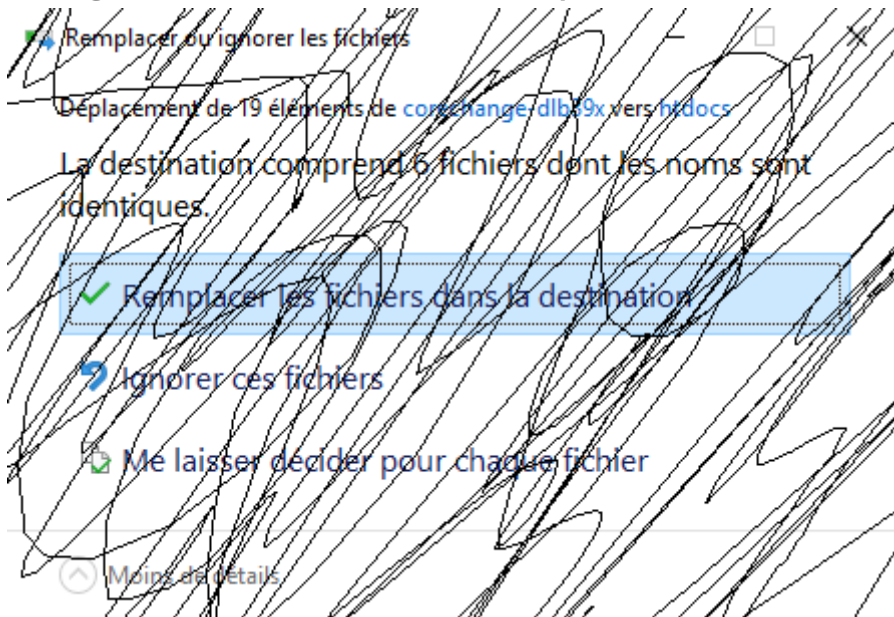 Remplacer ou ignorer les fichiers
Déplacement de 19 éléments de corechange-dlb39x vers htdocs
La destination comprend 6 fichiers dont les noms sont
identiques.
Remplacer les fichiers dans la destination
Ignorer ces fichiers
Me laisser décider pour chaque fichier
Moins de détails